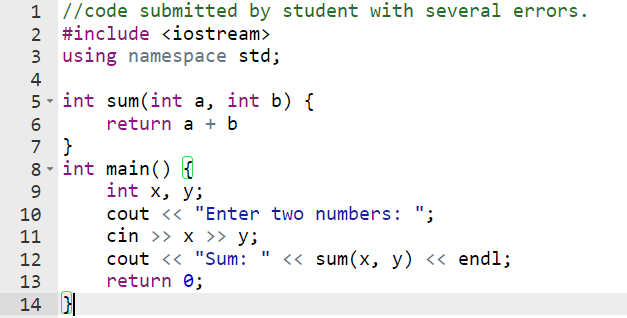 1 //code submitted by student with several errors.
2 #include <iostream>
3 using namespace std;
4
5 int sum(int a, int b) {
6     return a + b
7 }
8 int main() {
9     int x, y;
10     cout << "Enter two numbers: ";
11     cin >> x >> y;
12     cout << "Sum: " << sum(x, y) << endl;
13     return 0;
14 }